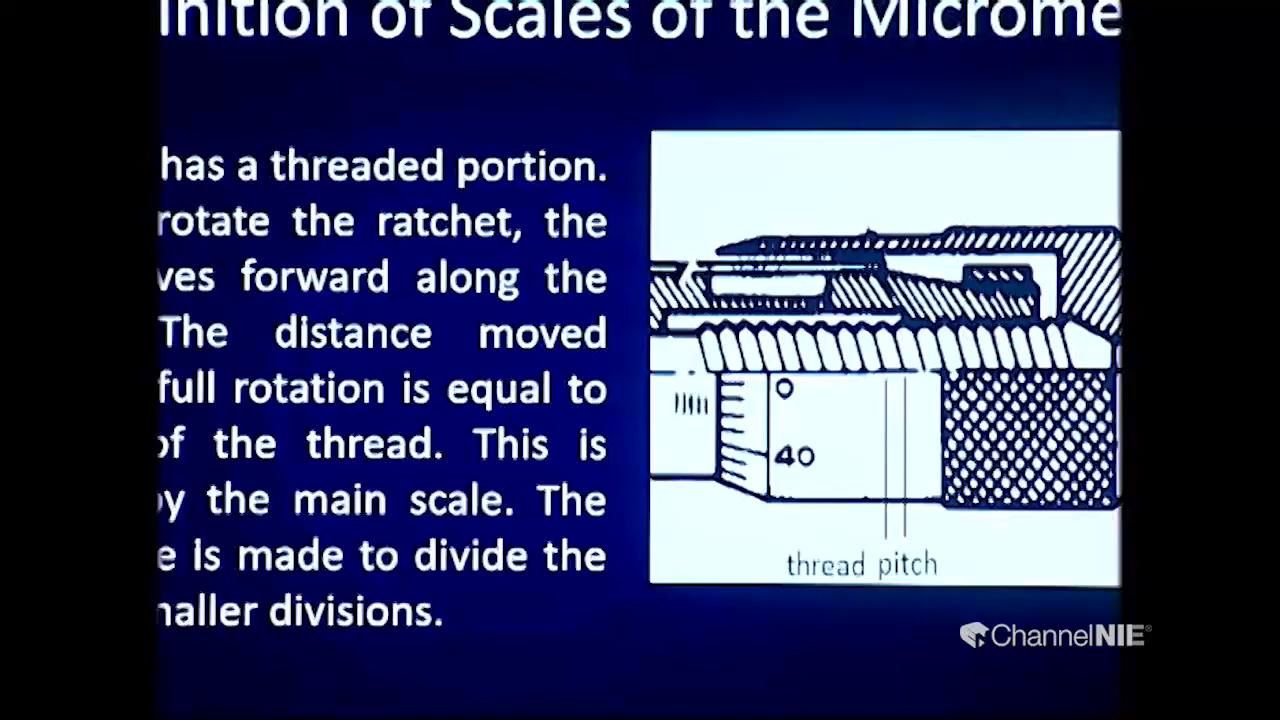 inition of Scales of the Microme
has a threaded portion.
rotate the ratchet, the
ves forward along the
The distance moved
full rotation is equal to
of the thread. This is
by the main scale. The
e is made to divide the
naller divisions.
0
40
thread pitch
ChannelNIE®